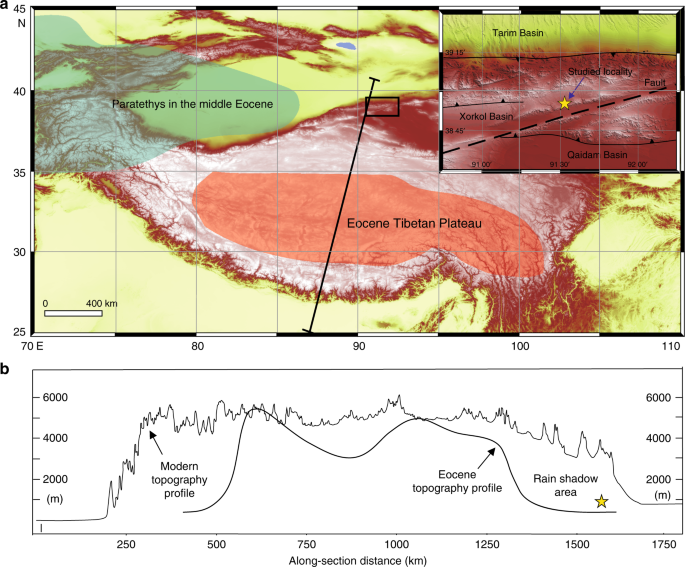 a
45
N
40
35
30
25
70 E
80
90
100
110
Paratethys in the middle Eocene
Eocene Tibetan Plateau
0
400 km
Tarim Basin
39 15'
Studied locality
Fault
Xorkol Basin
38 45'
Qaidam Basin
91 00'
91 30'
92 00'
b
6000
4000
2000
(m)
Modern
topography
profile
Eocene
topography profile
Rain shadow
area
6000
4000
2000
(m)
250
500
750
1000
1250
1500
1750
Along-section distance (km)